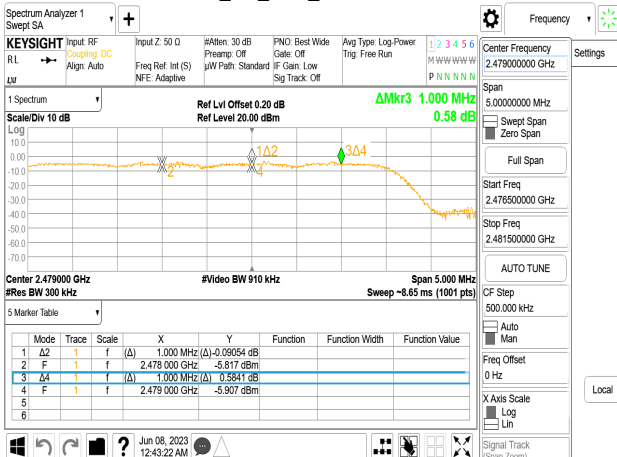 Spectrum Analyzer 1
Swept SA
Frequency
KEYSIGHT
RL
LXI
Input: RF
Coupling: DC
Align: Auto
Input Z: 50 Ω
Freq Ref: Int (S)
NFE: Adaptive
#Atten: 30 dB
Preamp: Off
µW Path: Standard
PNO: Best Wide
Gate: Off
IF Gain: Low
Sig Track: Off
Avg Type: Log-Power
Trig: Free Run
1 2 3 4 5 6
M W W W W W
P N N N N N
1 Spectrum
Scale/Div 10 dB
Ref Lvl Offset 0.20 dB
Ref Level 20.00 dBm
ΔMkr3 1.000 MHz
0.58 dB
Log
10.0
0.00
-10.0
-20.0
-30.0
-40.0
-50.0
-60.0
-70.0
1Δ2
2
4
3Δ4
Center 2.479000 GHz
#Res BW 300 kHz
#Video BW 910 kHz
Span 5.000 MHz
Sweep ~8.65 ms (1001 pts)
5 Marker Table
Mode Trace Scale X Y Function Function Width Function Value
1 Δ2 1 f (Δ) 1.000 MHz (Δ) -0.09054 dB
2 F 1 f 2.478 000 GHz -5.817 dBm
3 Δ4 1 f (Δ) 1.000 MHz (Δ) 0.5841 dB
4 F 1 f 2.479 000 GHz -5.907 dBm
5
6
Jun 08, 2023
12:43:22 AM
Center Frequency
2.479000000 GHz
Span
5.00000000 MHz
Swept Span
Zero Span
Full Span
Start Freq
2.476500000 GHz
Stop Freq
2.481500000 GHz
AUTO TUNE
CF Step
500.000 kHz
Auto
Man
Freq Offset
0 Hz
X Axis Scale
Log
Lin
Signal Track
(Span Zoom)
Settings
Local